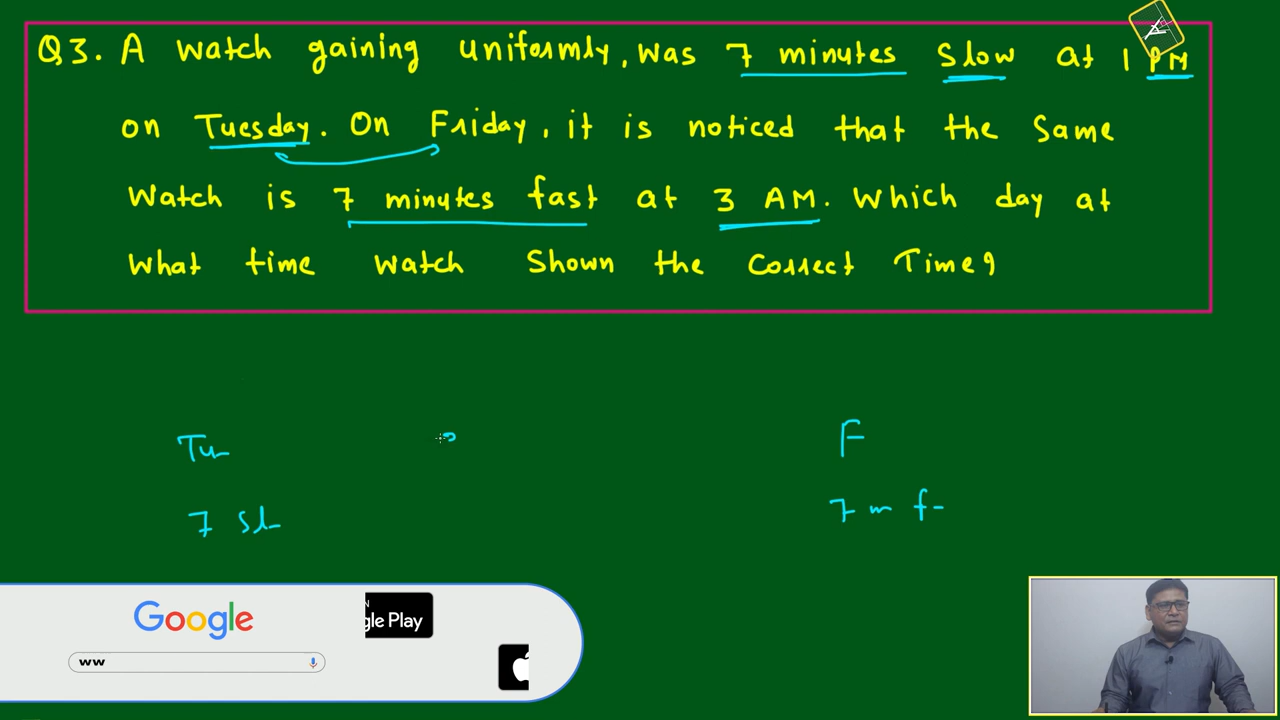 Q3. A watch gaining uniformly, was 7 minutes slow at 1 PM
on Tuesday. On Friday, it is noticed that the same
watch is 7 minutes fast at 3 AM. Which day at
what time watch shown the correct Time?
Tu F
7 Sl 7 m f
Google
gle Play
ww